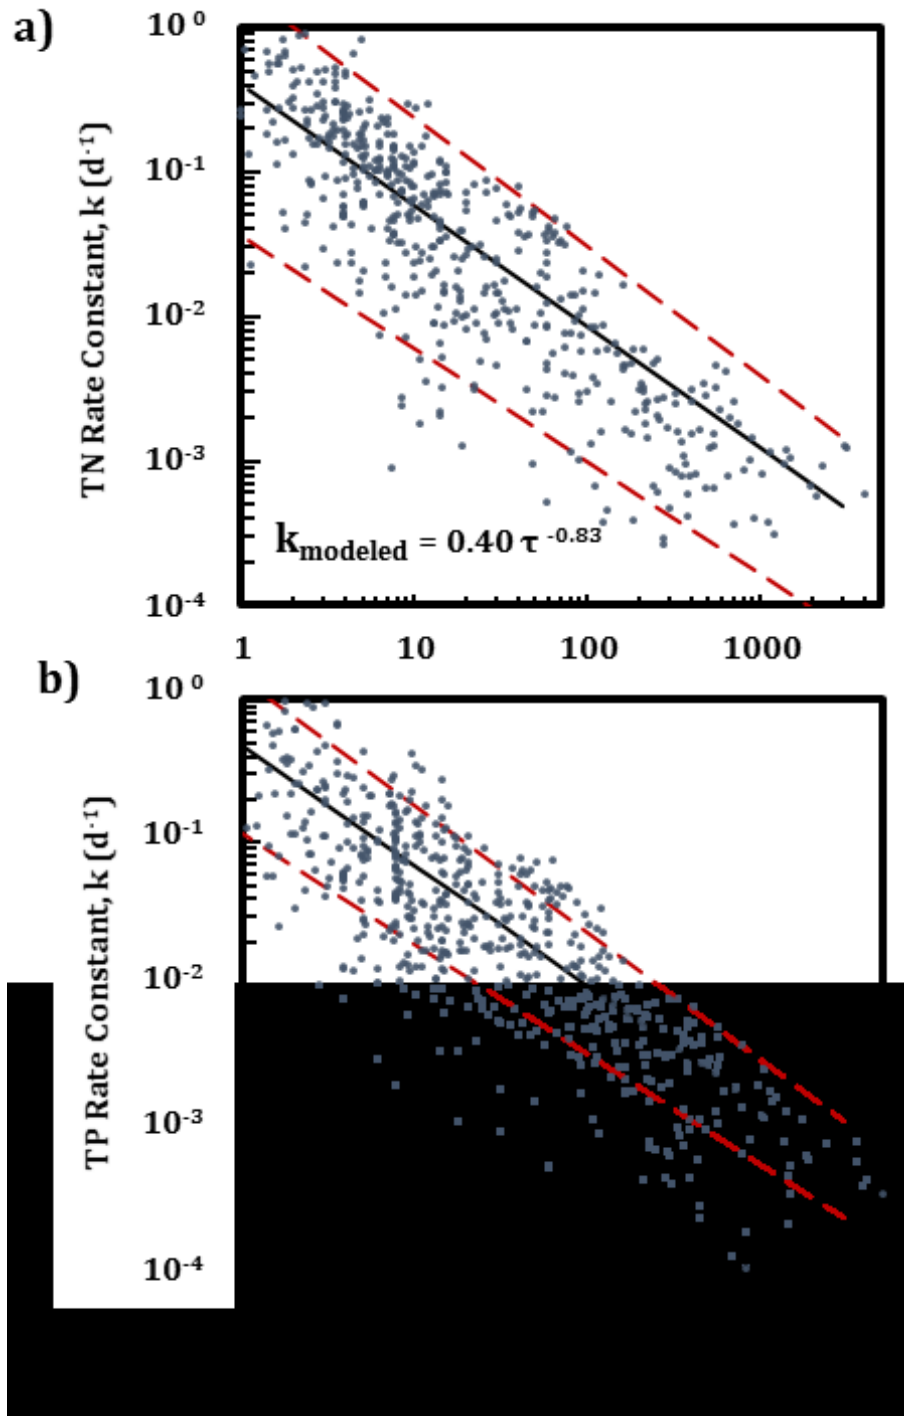 a)
TN Rate Constant, k (d⁻¹)
10⁰
10⁻¹
10⁻²
10⁻³
10⁻⁴
k modeled = 0.40 τ ⁻⁰·⁸³
1 10 100 1000
b)
TP Rate Constant, k (d⁻¹)
10⁰
10⁻¹
10⁻²
10⁻³
10⁻⁴